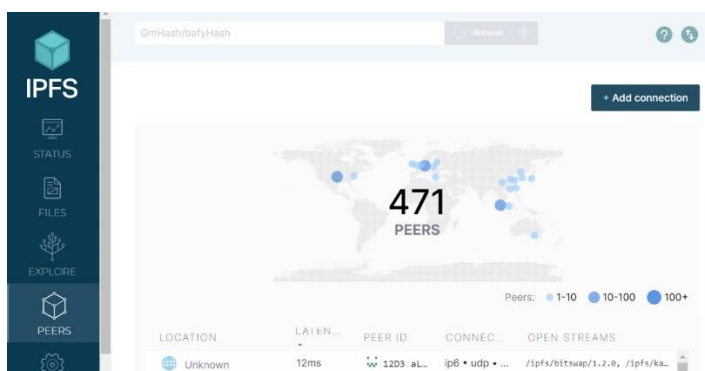 QmHash/bafyHash
Browse
IPFS
+ Add connection
STATUS
FILES
EXPLORE
PEERS
471
PEERS
Peers: 1-10 10-100 100+
LOCATION LATEN... PEER ID CONNEC... OPEN STREAMS
Unknown 12ms 12D3 aL... ip6 • udp • ... /ipfs/bitswap/1.2.0, /ipfs/ka...